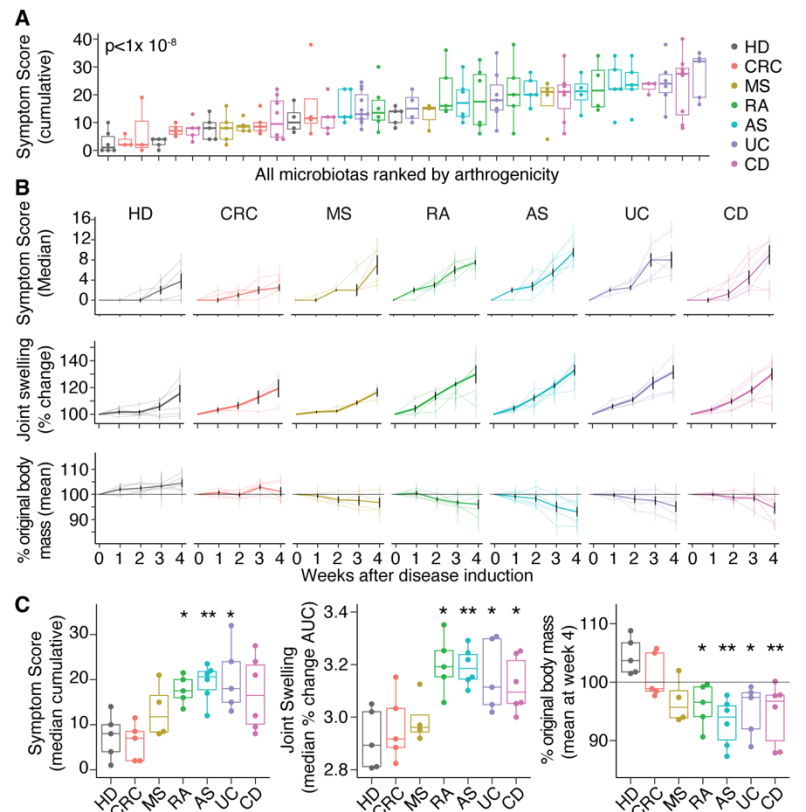 A
Symptom Score
(cumulative)
40
30
20
10
0
p<1x 10⁻⁸
HD
CRC
MS
RA
AS
UC
CD
All microbiotas ranked by arthrogenicity
B
HD CRC MS RA AS UC CD
Symptom Score
(Median)
16
12
8
4
0
Joint swelling
(% change)
140
120
100
% original body
mass (mean)
110
100
90
0 1 2 3 4 0 1 2 3 4 0 1 2 3 4 0 1 2 3 4 0 1 2 3 4 0 1 2 3 4 0 1 2 3 4
Weeks after disease induction
C
Symptom Score
(median cumulative)
30
20
10
0
* ** *
HD CRC MS RA AS UC CD
Joint Swelling
(median % change AUC)
3.4
3.2
3.0
2.8
* ** * *
HD CRC MS RA AS UC CD
% original body mass
(mean at week 4)
110
100
90
* ** * **
HD CRC MS RA AS UC CD